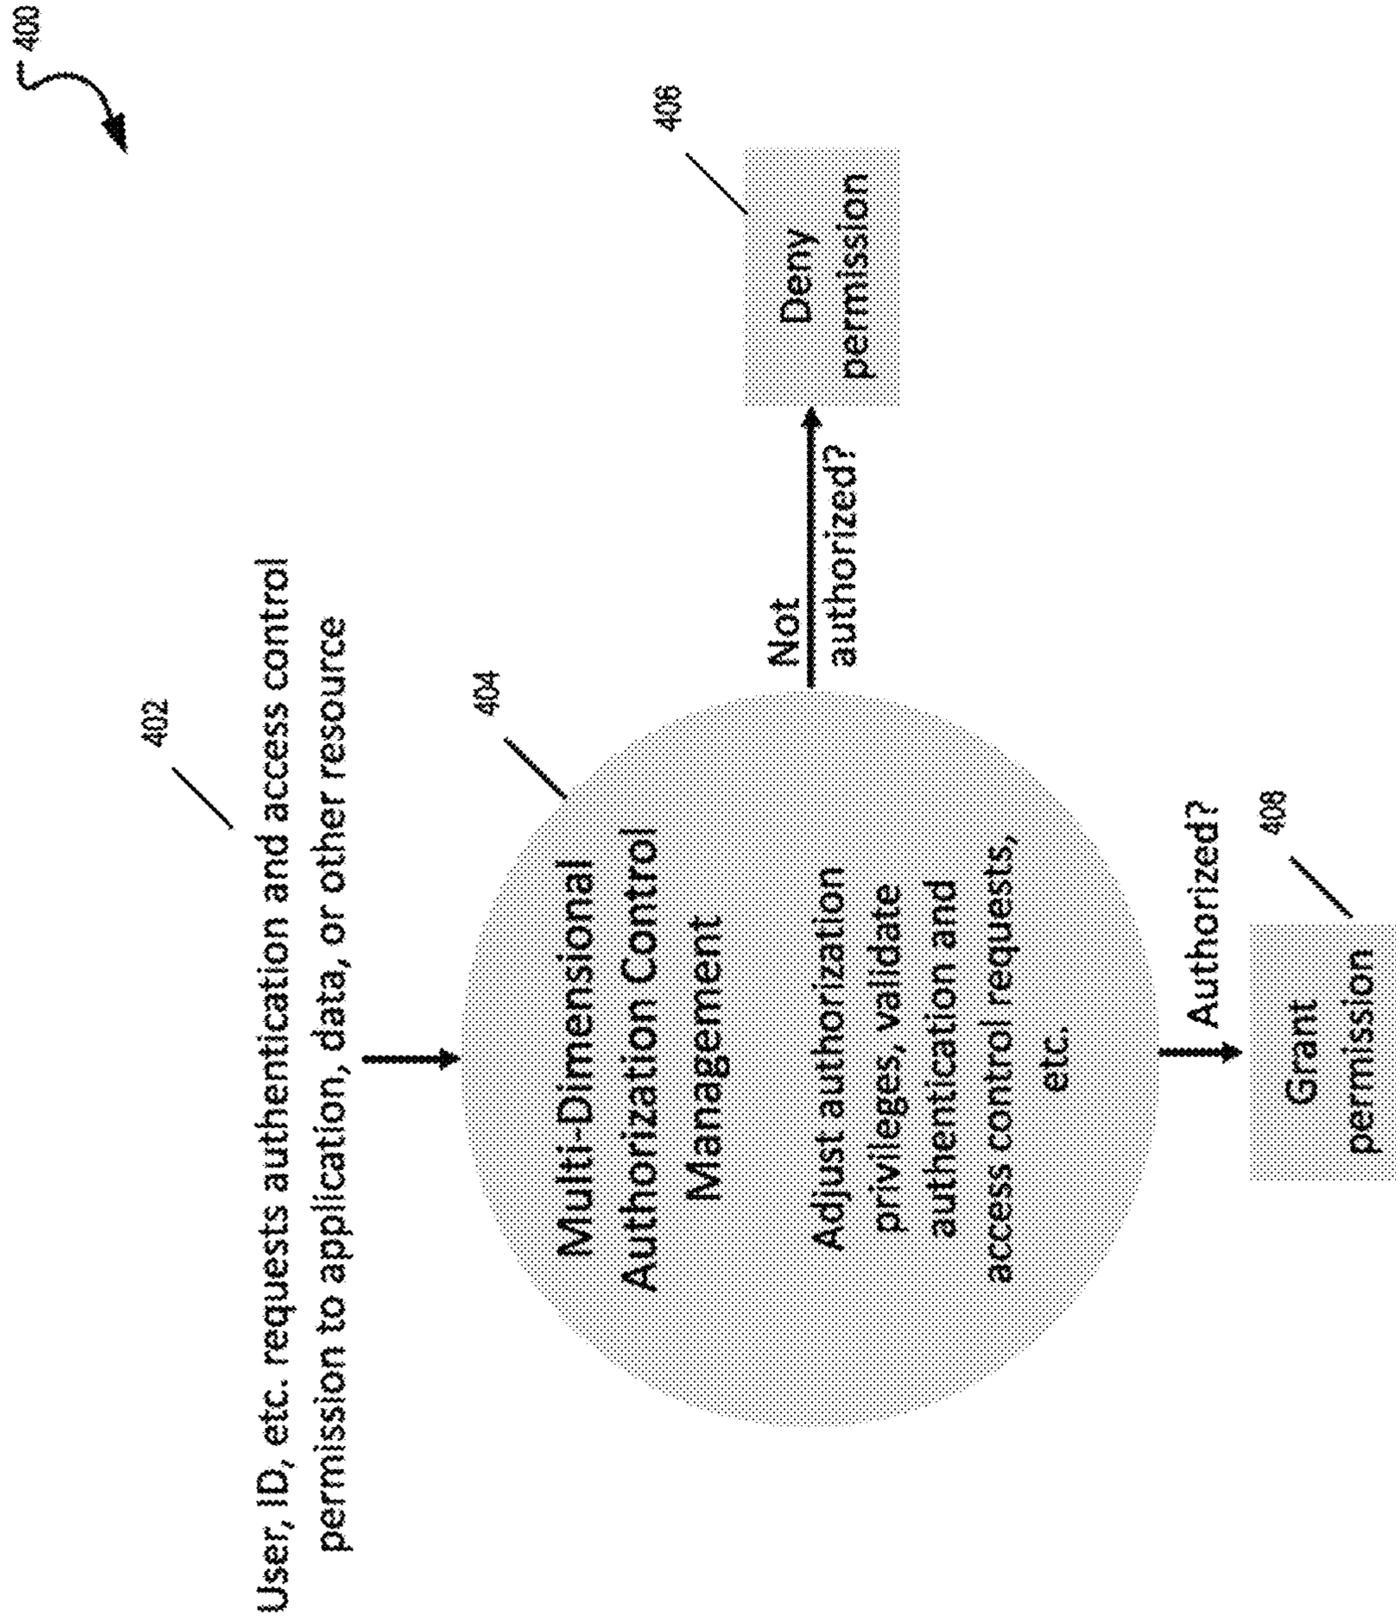 400
402
User, ID, etc. requests authentication and access control
permission to application, data, or other resource
404
Multi-Dimensional
Authorization Control
Management
Adjust authorization
privileges, validate
authentication and
access control requests,
etc.
Not
authorized?
406
Deny
permission
Authorized?
408
Grant
permission